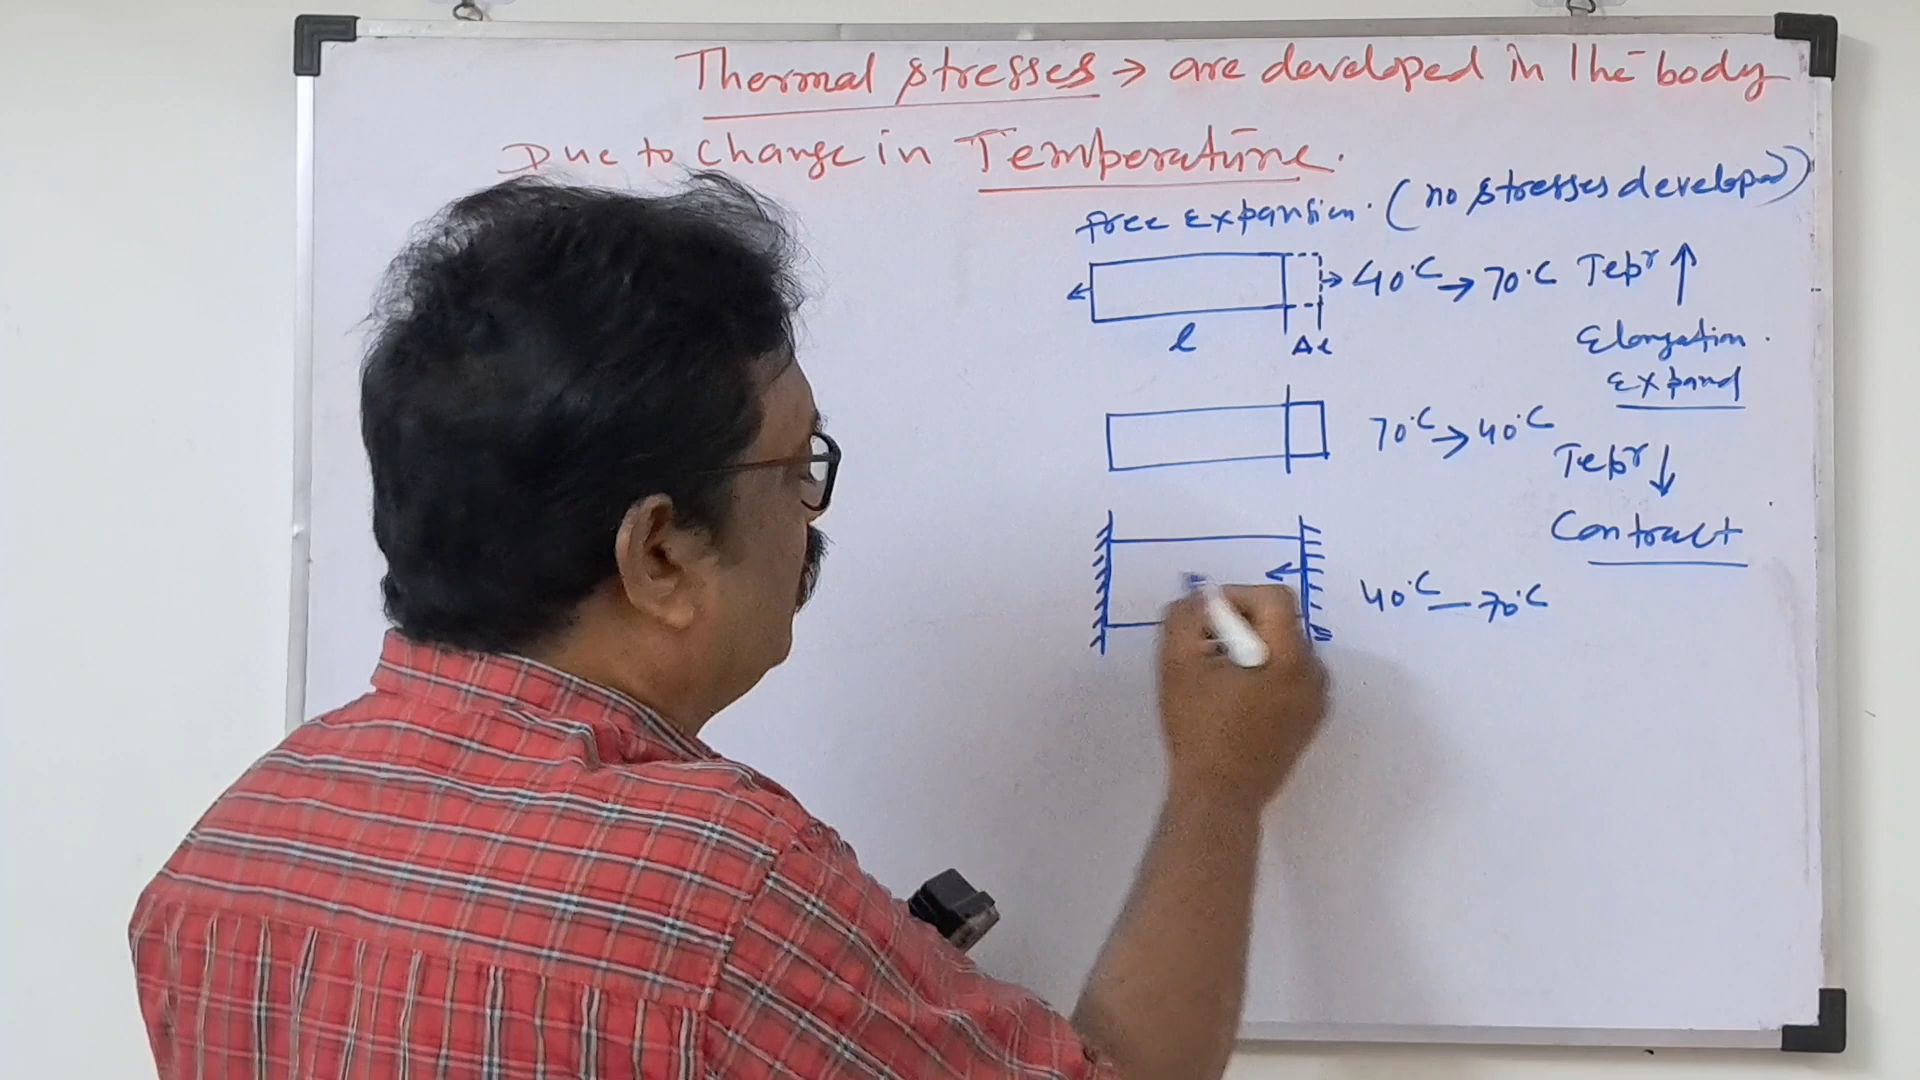 Thermal stresses → are developed in the body
Due to change in Temperature.
free Expansion. (no stresses developed)
40°C → 70°C Tepr ↑
l Δl
Elongation.
Expand
70°C → 40°C
Tepr ↓
Contract
40°C — 70°C